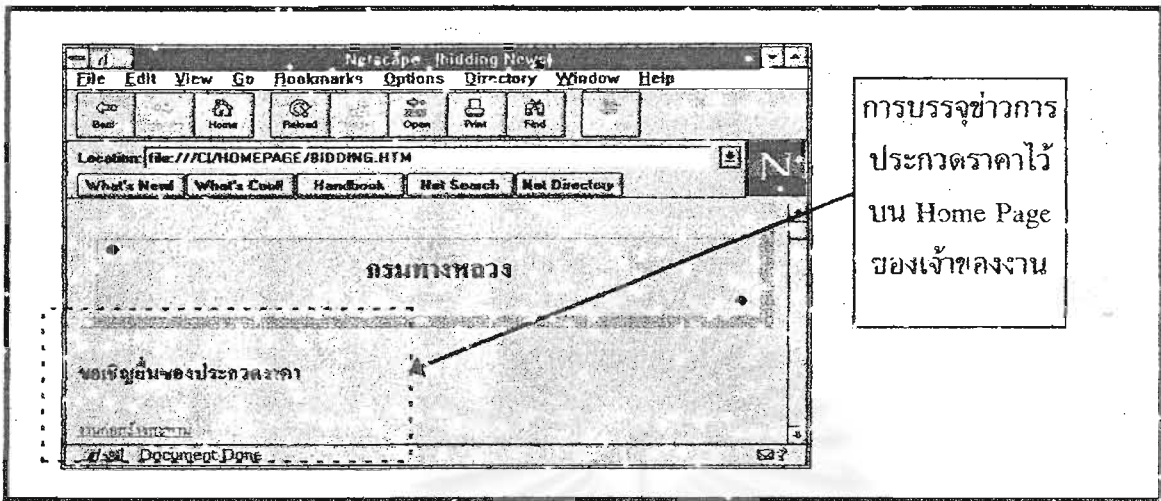 Netscape - [Bidding News]
File Edit View Go Bookmarks Options Directory Window Help
Back Home Reload Open Print Find
Location: file:///C|/HOMEPAGE/BIDDING.HTM
N
What's New! What's Cool! Handbook Net Search Net Directory
กรมทางหลวง
ขอเชิญยื่นซองประกวดราคา
Document Done
การบรรจุข่าวการ
ประกวดราคาไว้
บน Home Page
ของเจ้าของงาน